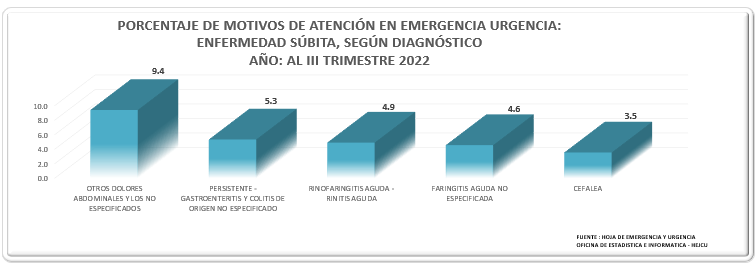 PORCENTAJE DE MOTIVOS DE ATENCIÓN EN EMERGENCIA URGENCIA:
ENFERMEDAD SÚBITA, SEGÚN DIAGNÓSTICO
AÑO: AL III TRIMESTRE 2022
9.4
5.3
4.9
4.6
3.5
10.0
8.0
6.0
4.0
2.0
0.0
OTROS DOLORES
ABDOMINALES Y LOS NO
ESPECIFICADOS
PERSISTENTE -
GASTROENTERITIS Y COLITIS DE
ORIGEN NO ESPECIFICADO
RINOFARINGITIS AGUDA -
RINITIS AGUDA
FARINGITIS AGUDA NO
ESPECIFICADA
CEFALEA
FUENTE : HOJA DE EMERGENCIA Y URGENCIA
OFICINA DE ESTADISTICA E INFORMATICA - HEJCU